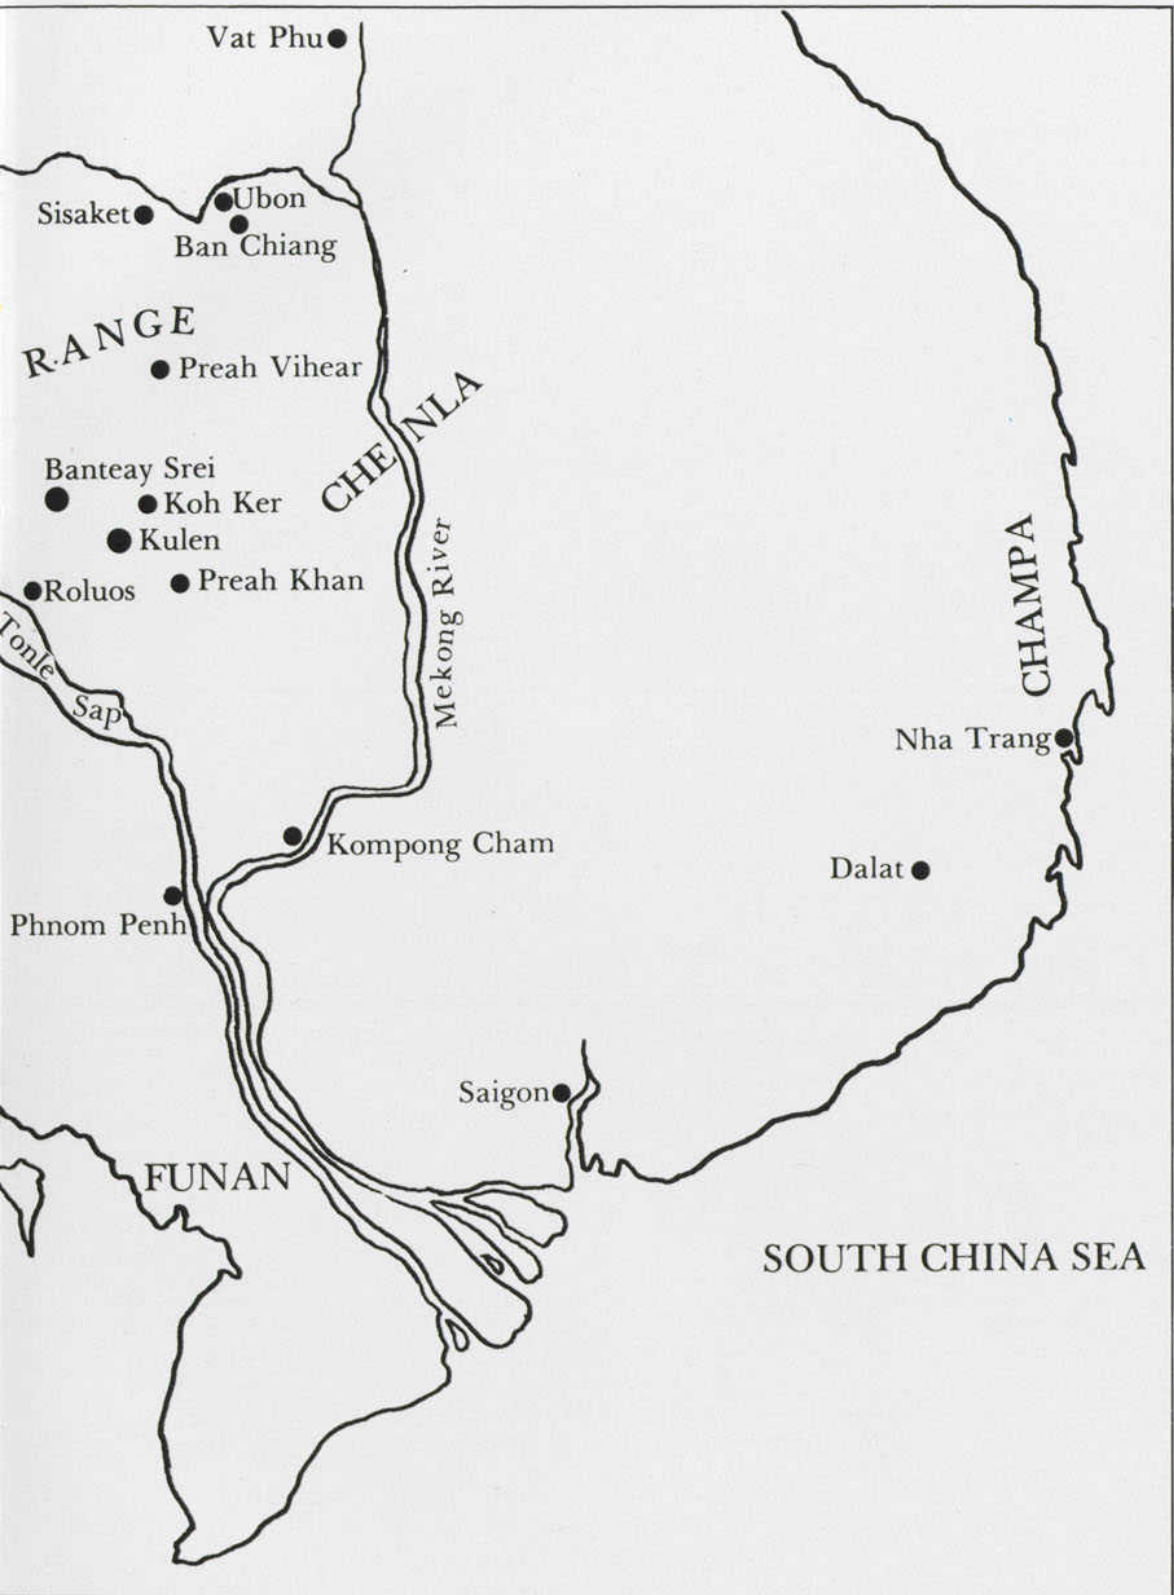 Vat Phu
Ubon
Sisaket
Ban Chiang
RANGE
Preah Vihear
CHENLA
Banteay Srei
Koh Ker
Kulen
Preah Khan
Roluos
Mekong River
CHAMPA
Tonle
Sap
Nha Trang
Kompong Cham
Dalat
Phnom Penh
Saigon
FUNAN
SOUTH CHINA SEA